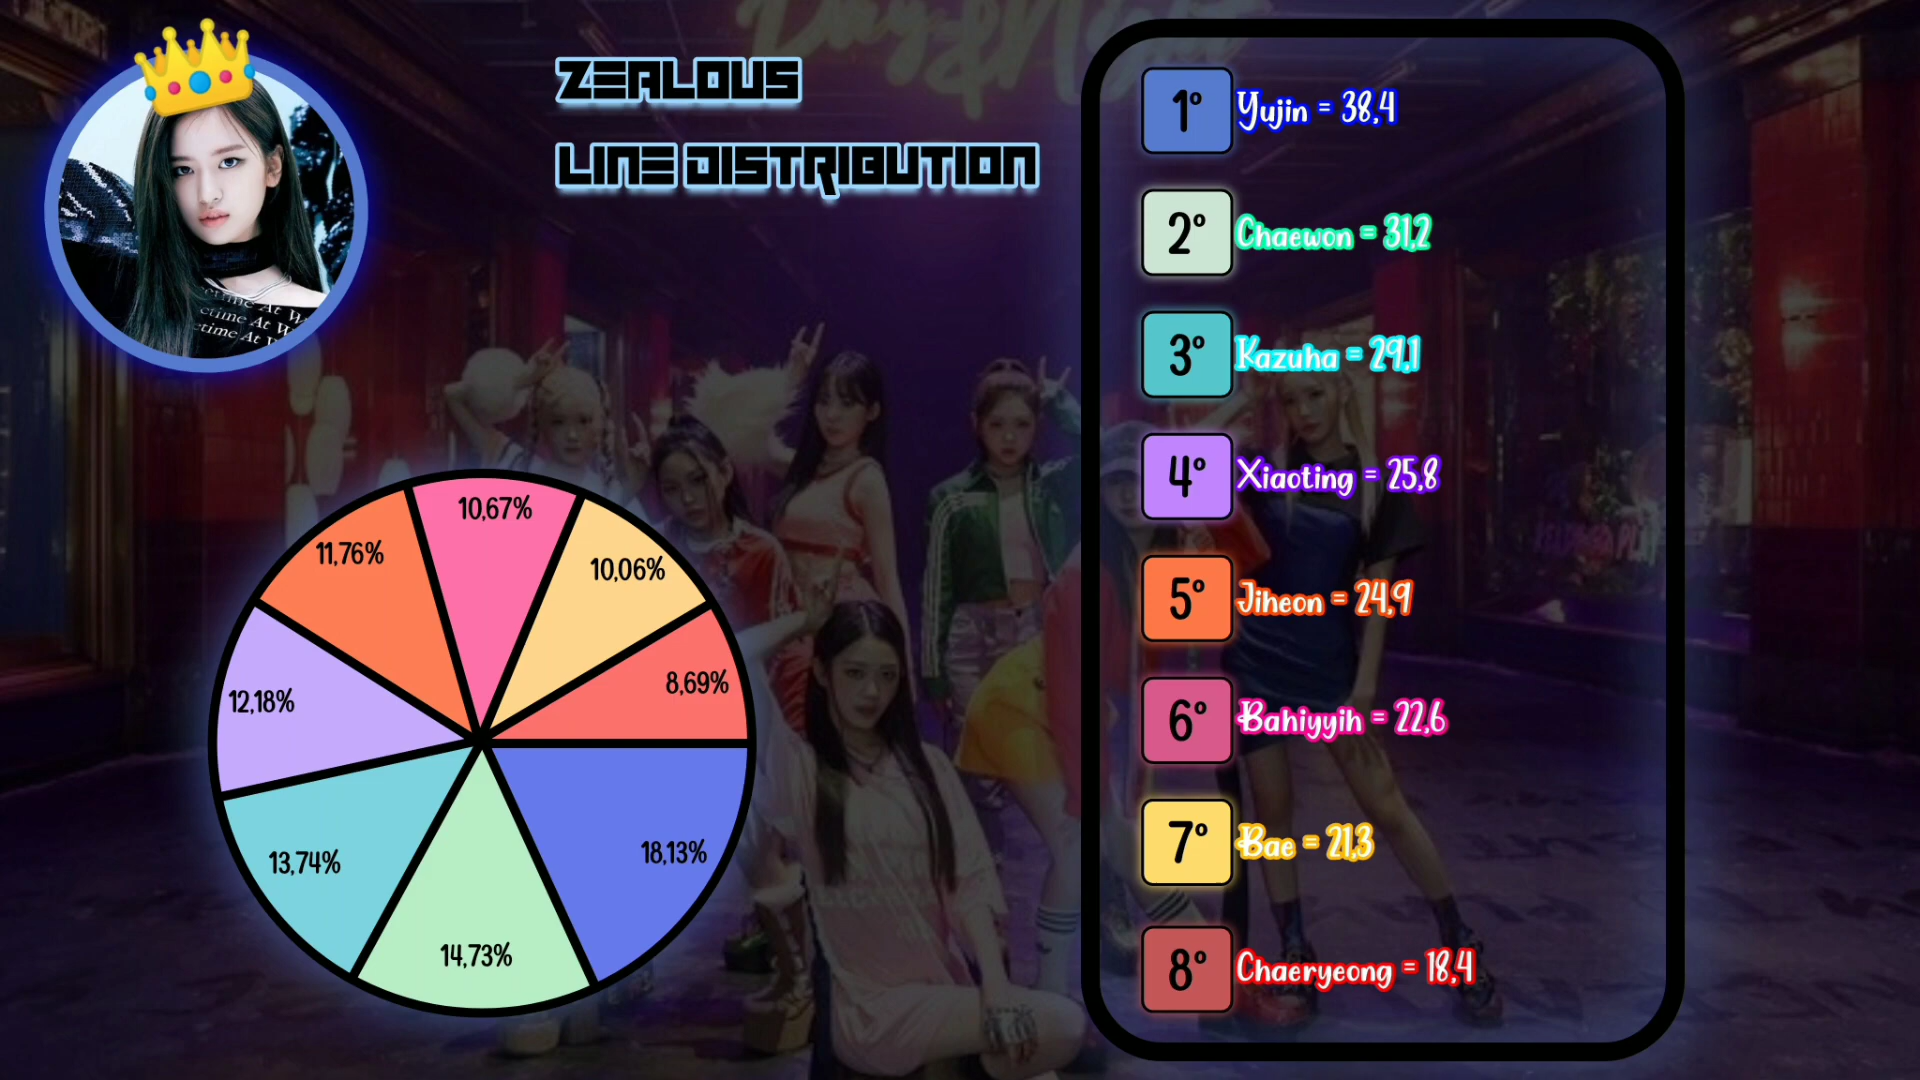 Day&Night
ZEALOUS
LINE DISTRIBUTION
1º Yujin = 38,4
2º Chaewon = 31,2
3º Kazuha = 29,1
4º Xiaoting = 25,8
5º Jiheon = 24,9
6º Bahiyyih = 22,6
7º Bae = 21,3
8º Chaeryeong = 18,4
10,67%
11,76%
10,06%
8,69%
12,18%
18,13%
13,74%
14,73%